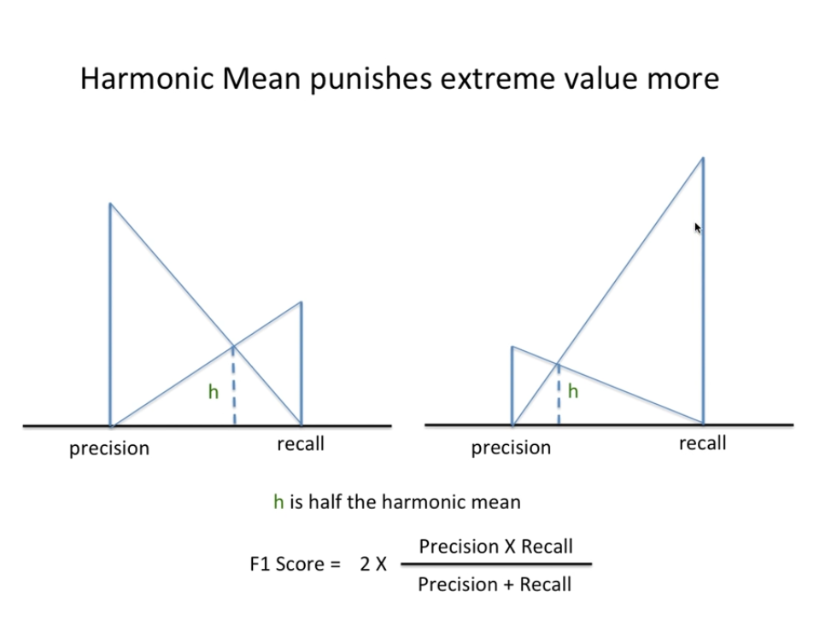 Harmonic Mean punishes extreme value more
h
h
precision
recall
precision
recall
h is half the harmonic mean
Precision X Recall
F1 Score = 2 X
Precision + Recall